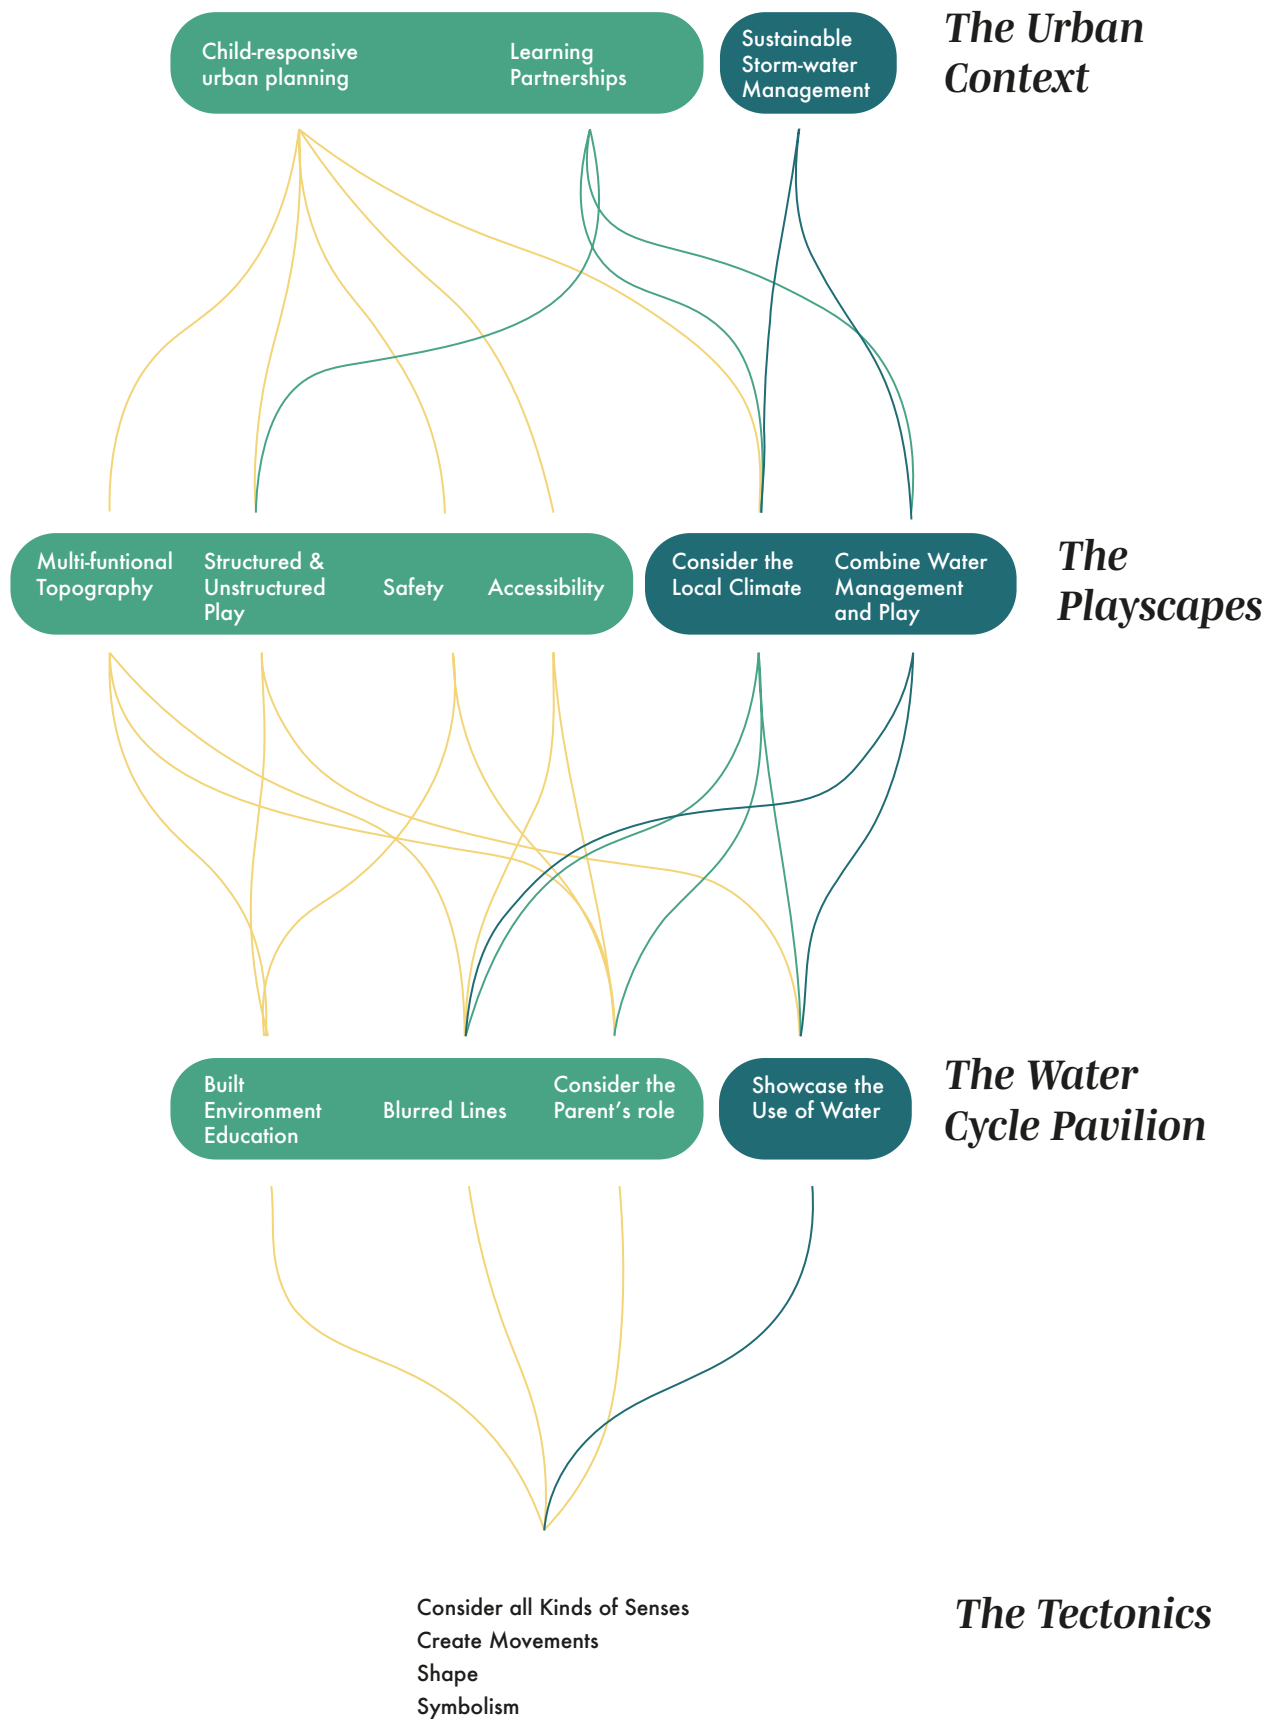 Child-responsive
urban planning
Learning
Partnerships
Sustainable
Storm-water
Management
The Urban
Context
Multi-funtional
Topography
Structured &
Unstructured
Play
Safety
Accessibility
Consider the
Local Climate
Combine Water
Management
and Play
The
Playscapes
Built
Environment
Education
Blurred Lines
Consider the
Parent's role
Showcase the
Use of Water
The Water
Cycle Pavilion
Consider all Kinds of Senses
Create Movements
Shape
Symbolism
The Tectonics